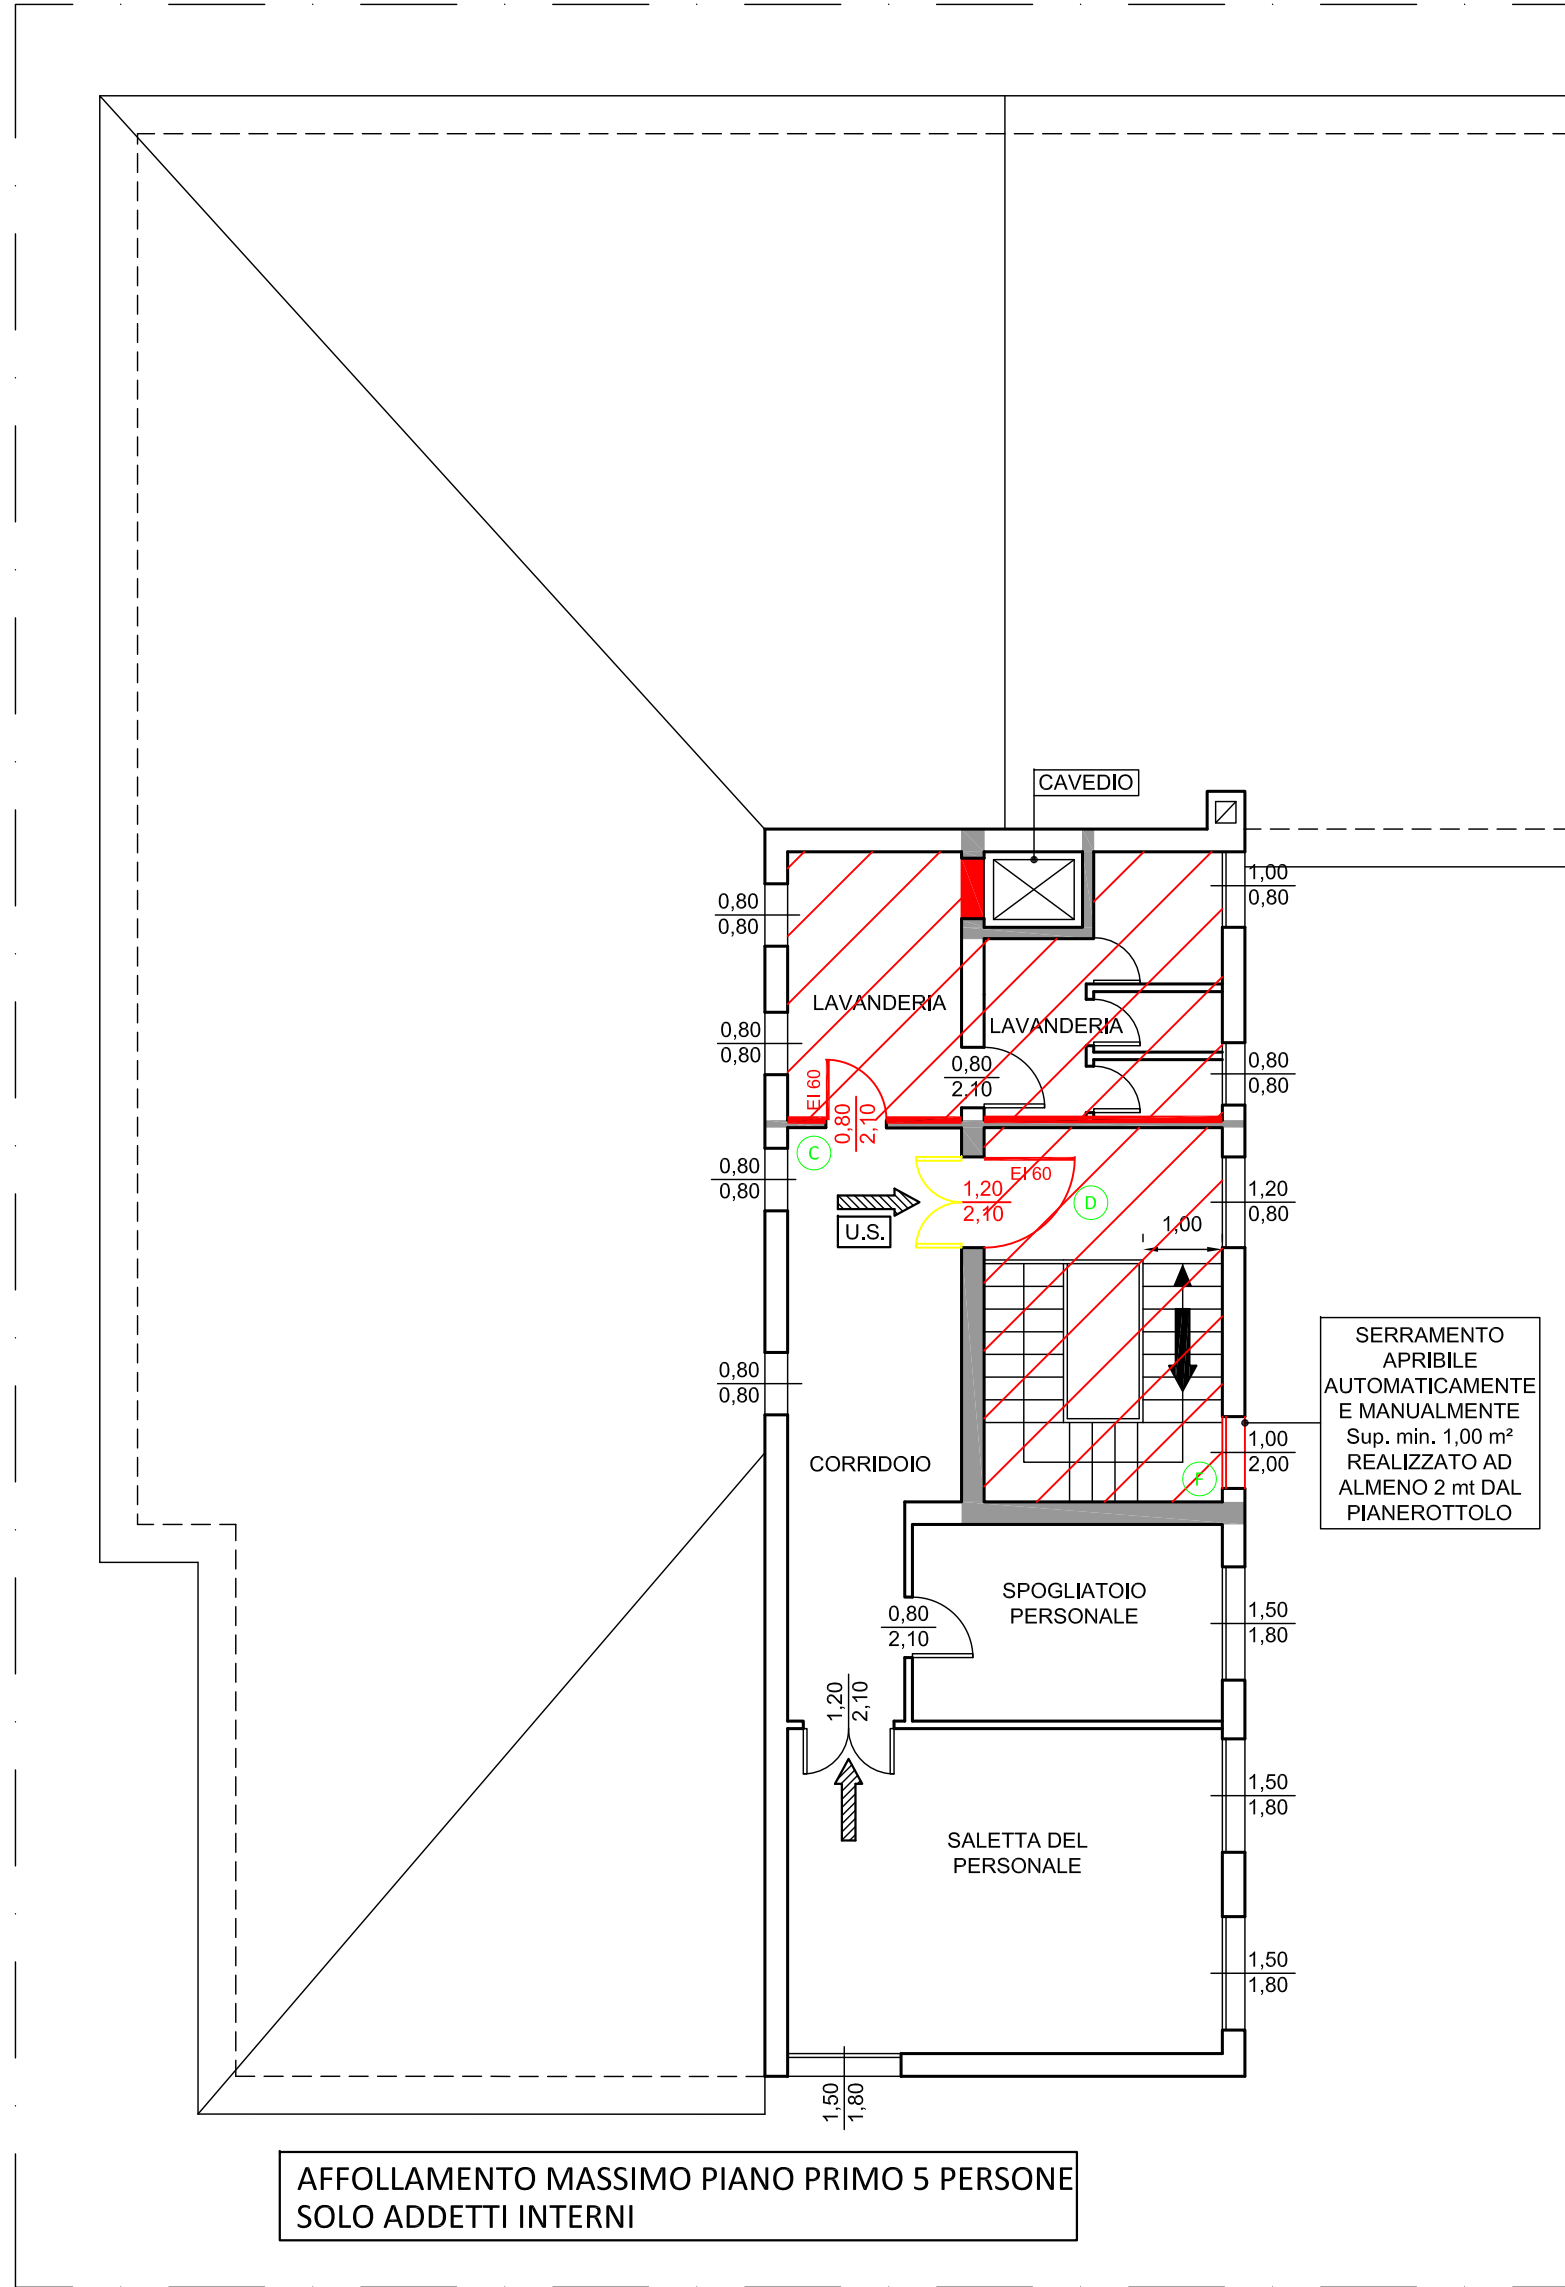 CAVEDIO
1,00
0,80
0,80
0,80
LAVANDERIA
LAVANDERIA
0,80
0,80
0,80
2,10
0,80
0,80
EI 60
0,80
2,10
C
0,80
0,80
EI 60
1,20
2,10
D
1,20
0,80
U.S.
1,00
SERRAMENTO
APRIBILE
AUTOMATICAMENTE
E MANUALMENTE
Sup. min. 1,00 m²
REALIZZATO AD
ALMENO 2 mt DAL
PIANEROTTOLO
0,80
0,80
1,00
2,00
CORRIDOIO
F
SPOGLIATOIO
PERSONALE
0,80
2,10
1,50
1,80
1,20
2,10
1,50
1,80
SALETTA DEL
PERSONALE
1,50
1,80
1,50
1,80
AFFOLLAMENTO MASSIMO PIANO PRIMO 5 PERSONE
SOLO ADDETTI INTERNI